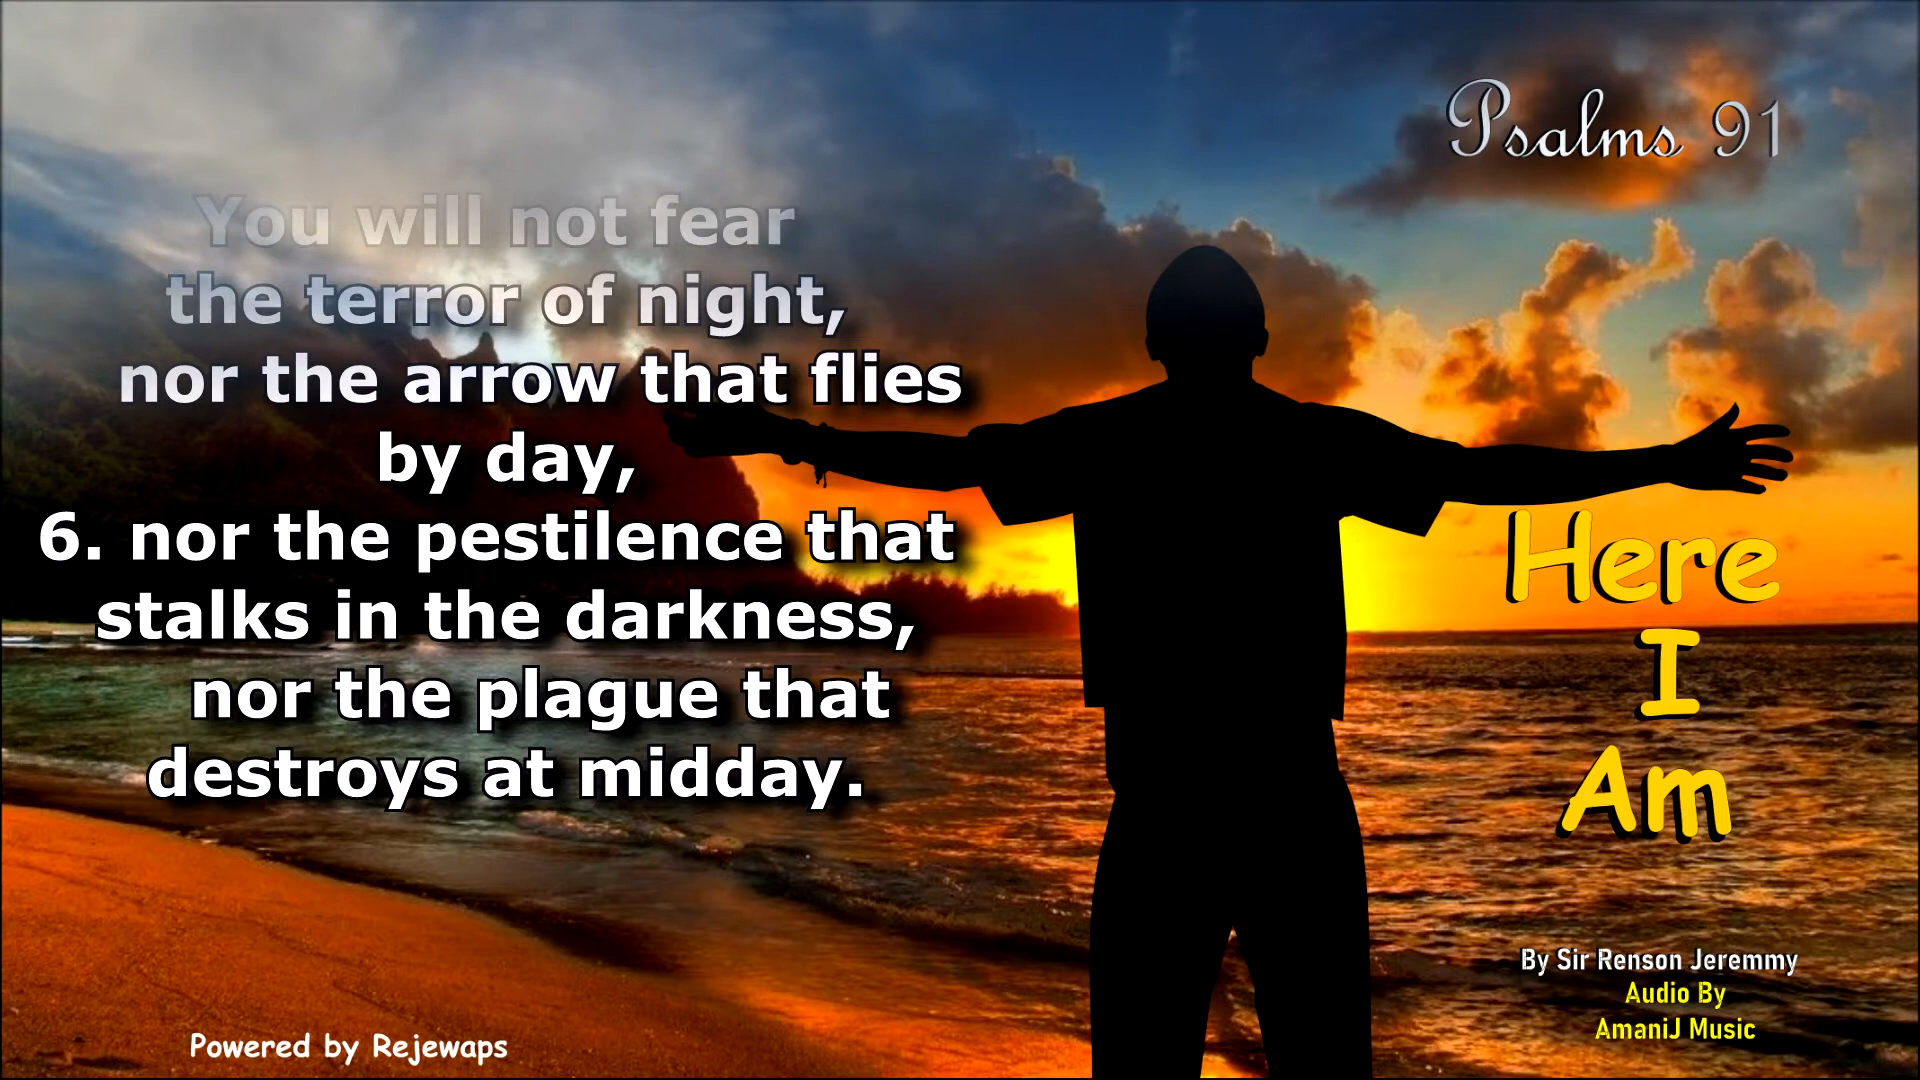 Psalms 91
You will not fear
the terror of night,
nor the arrow that flies
by day,
6. nor the pestilence that
stalks in the darkness,
nor the plague that
destroys at midday.
Here
I
Am
By Sir Renson Jeremmy
Audio By
AmaniJ Music
Powered by Rejewaps